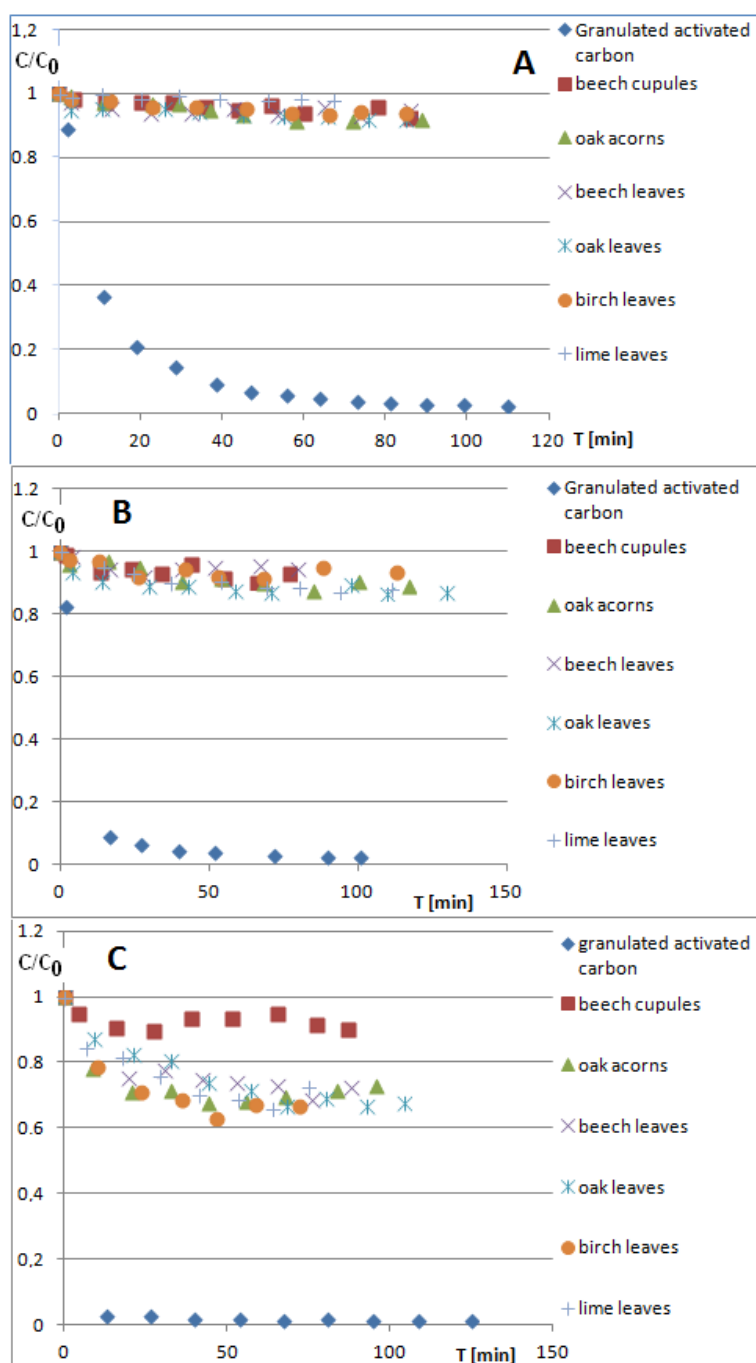 1,2
C/C0
1
0.8
0.6
0.4
0.2
0
0
20
40
60
80
100
120
T [min]
A
Granulated activated
carbon
beech cupules
oak acorns
beech leaves
oak leaves
birch leaves
lime leaves
1.2
C/C0
1
0.8
0.6
0.4
0,2
0
0
50
100
150
T [min]
B
Granulated activated
carbon
beech cupules
oak acorns
beech leaves
oak leaves
birch leaves
lime leaves
1.2
C/C0
1
0.8
0.6
0.4
0,2
0
0
50
100
150
T [min]
C
granulated activated
carbon
beech cupules
oak acorns
beech leaves
oak leaves
birch leaves
lime leaves